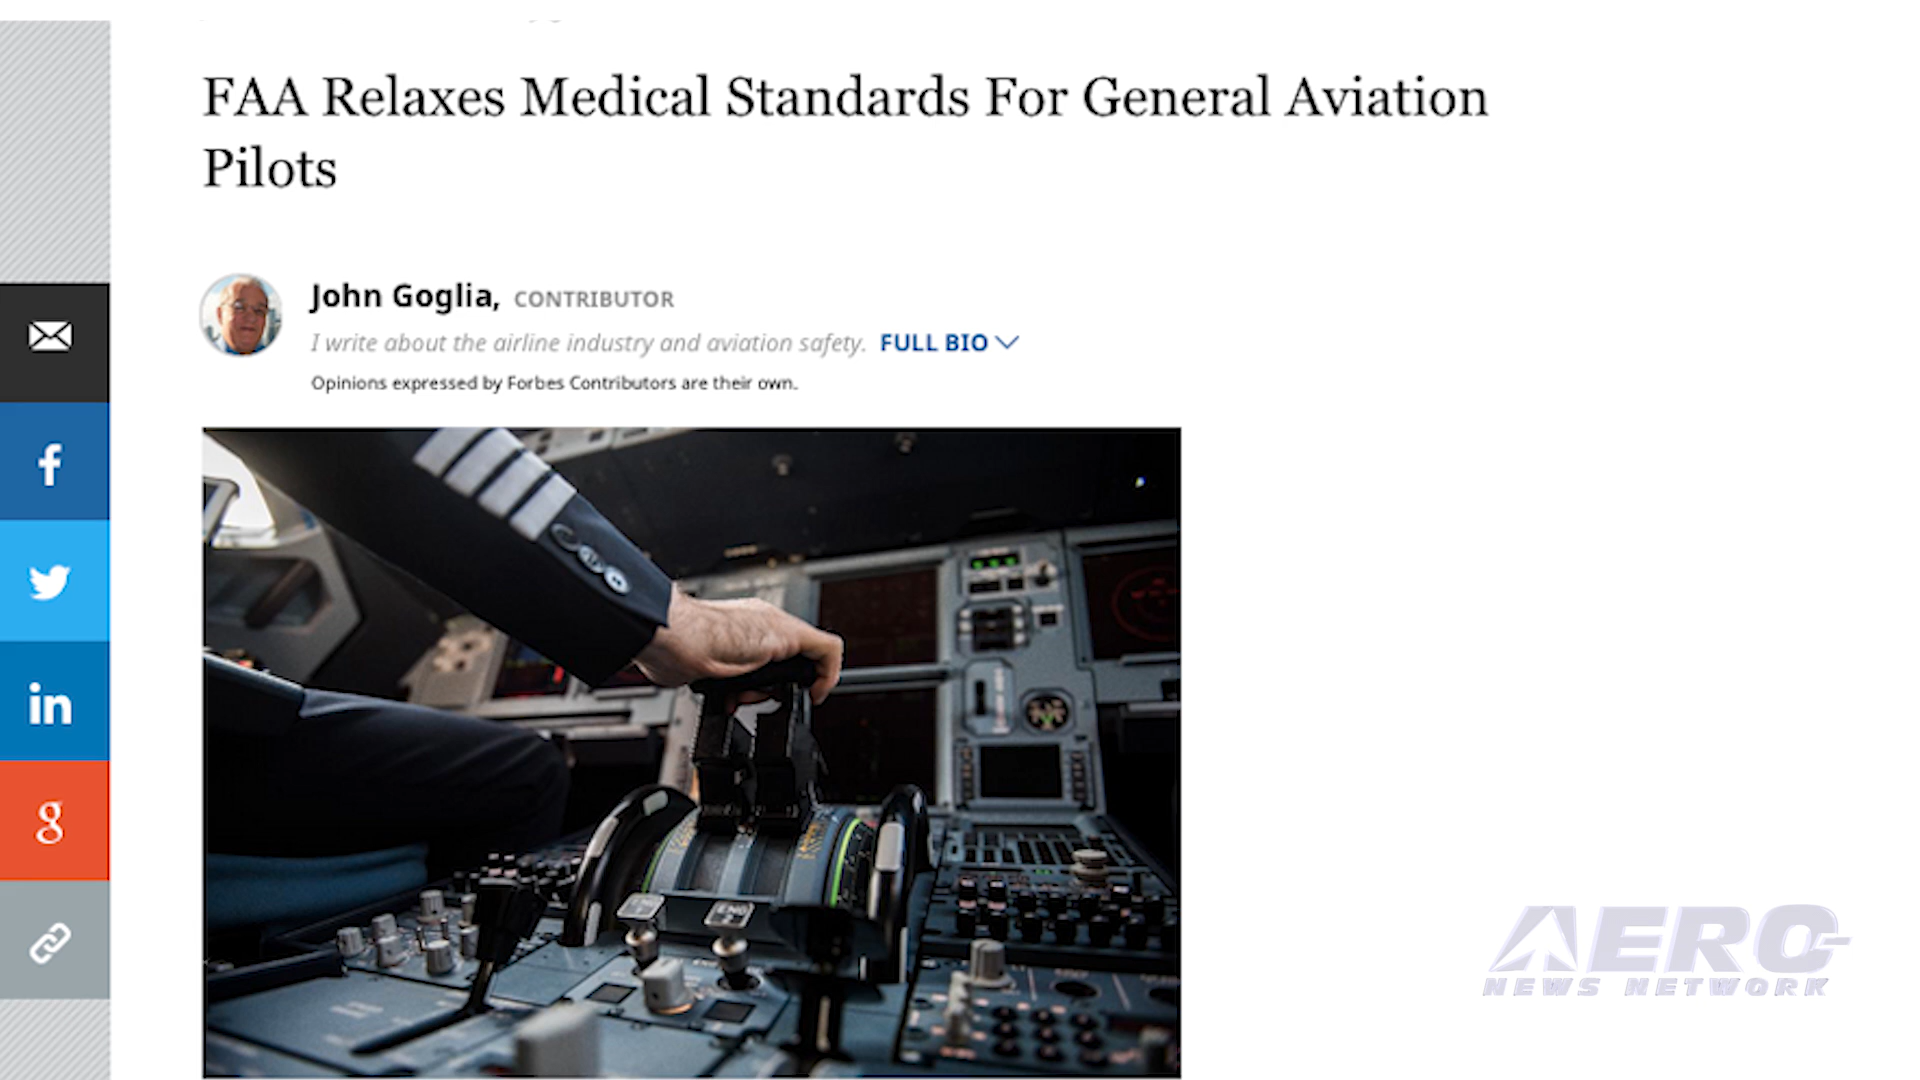 FAA Relaxes Medical Standards For General Aviation
Pilots
John Goglia, CONTRIBUTOR
I write about the airline industry and aviation safety. FULL BIO
Opinions expressed by Forbes Contributors are their own.
f
in
g
AERO
NEWS NETWORK